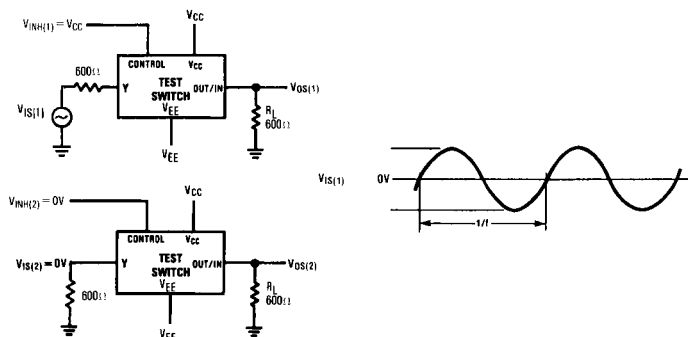 V_INH(1) = V_CC
V_CC
600Ω
CONTROL V_CC
TEST
SWITCH
Y
OUT/IN
V_OS(1)
V_IS(1)
V_EE
R_L
600Ω
V_EE
V_IS(1)
0V
1/f
V_CC
V_INH(2) = 0V
CONTROL V_CC
V_IS(2) = 0V
Y
TEST
SWITCH
OUT/IN
V_OS(2)
600Ω
V_EE
R_L
600Ω
V_EE